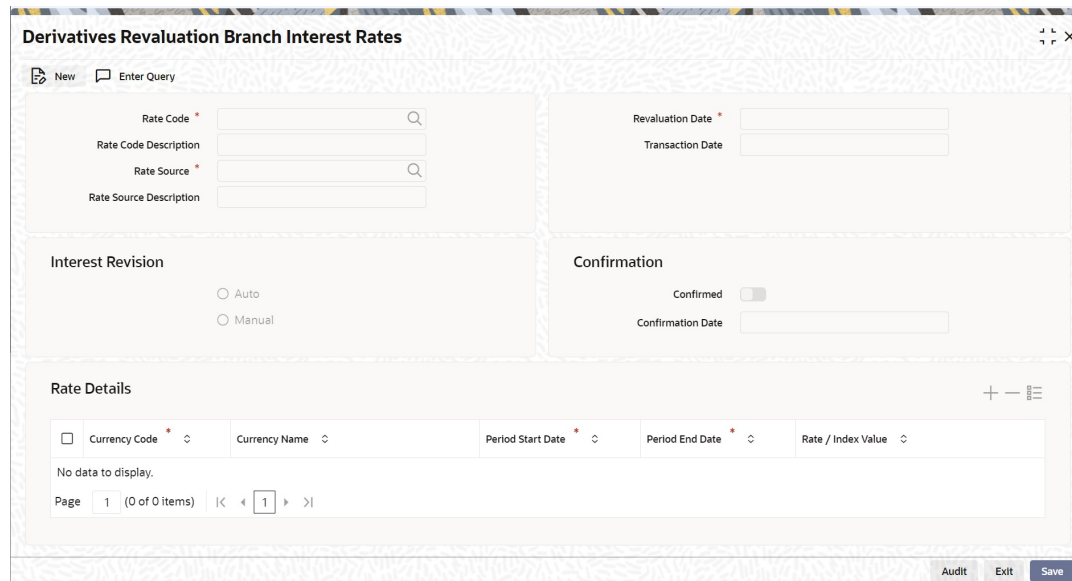 Derivatives Revaluation Branch Interest Rates
New Enter Query
Rate Code *
Rate Code Description
Rate Source *
Rate Source Description
Revaluation Date *
Transaction Date
Interest Revision
Auto
Manual
Confirmation
Confirmed
Confirmation Date
Rate Details
Currency Code * Currency Name Period Start Date * Period End Date * Rate / Index Value
No data to display.
Page 1 (0 of 0 items) 1
Audit Exit Save